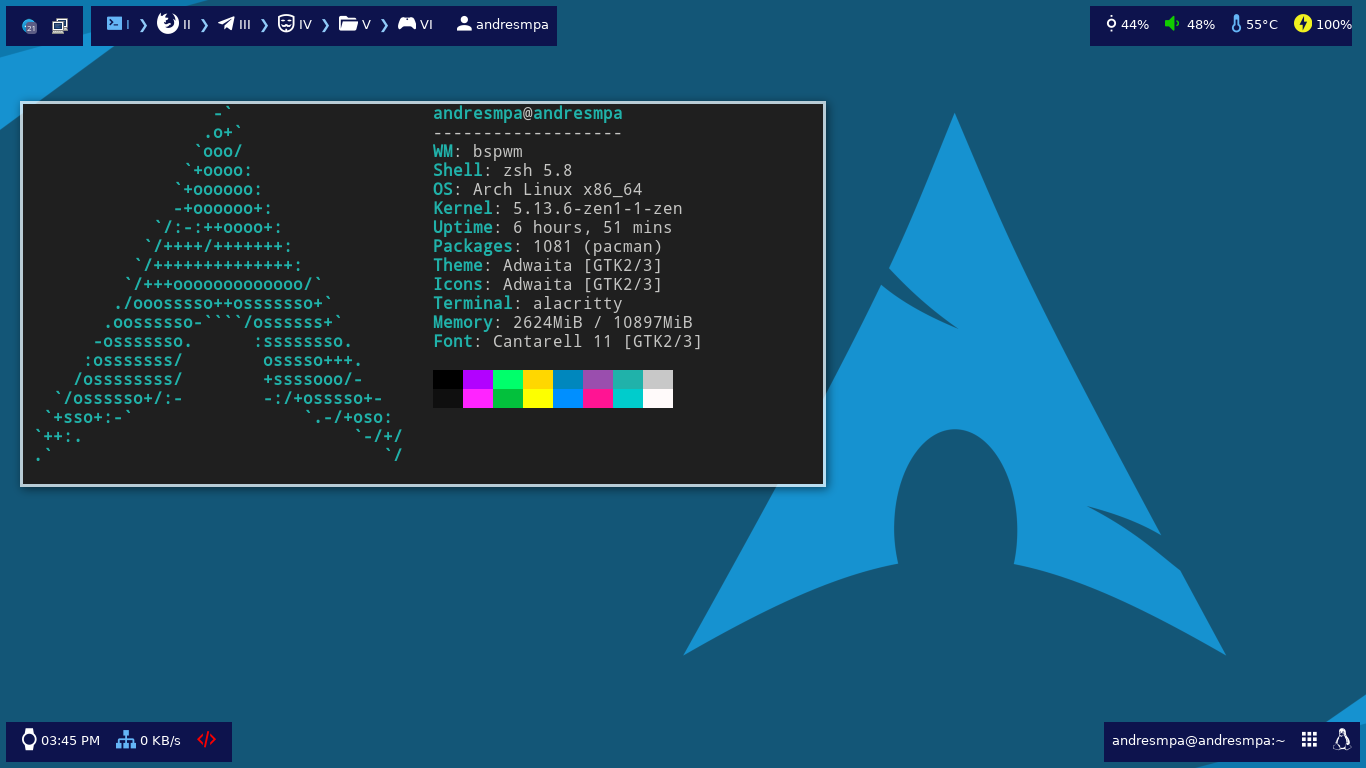 21
I ❯ II ❯ III ❯ IV ❯ V ❯ VI andresmpa
44% 48% 55°C 100%
andresmpa@andresmpa
-------------------
WM: bspwm
Shell: zsh 5.8
OS: Arch Linux x86_64
Kernel: 5.13.6-zen1-1-zen
Uptime: 6 hours, 51 mins
Packages: 1081 (pacman)
Theme: Adwaita [GTK2/3]
Icons: Adwaita [GTK2/3]
Terminal: alacritty
Memory: 2624MiB / 10897MiB
Font: Cantarell 11 [GTK2/3]
-`
.o+`
`ooo/
`+oooo:
`+oooooo:
-+oooooo+:
`/:-:++oooo+:
`/++++/+++++++:
`/++++++++++++++:
`/+++ooooooooooooo/`
./ooosssso++osssssso+`
.oossssso-````/ossssss+`
-osssssso. :ssssssso.
:osssssss/ osssso+++.
/ossssssss/ +ssssooo/-
`/ossssso+/:- -:/+osssso+-
`+sso+:-` `.-/+oso:
`++:. `-/+/
.` `/
03:45 PM 0 KB/s </>
andresmpa@andresmpa:~